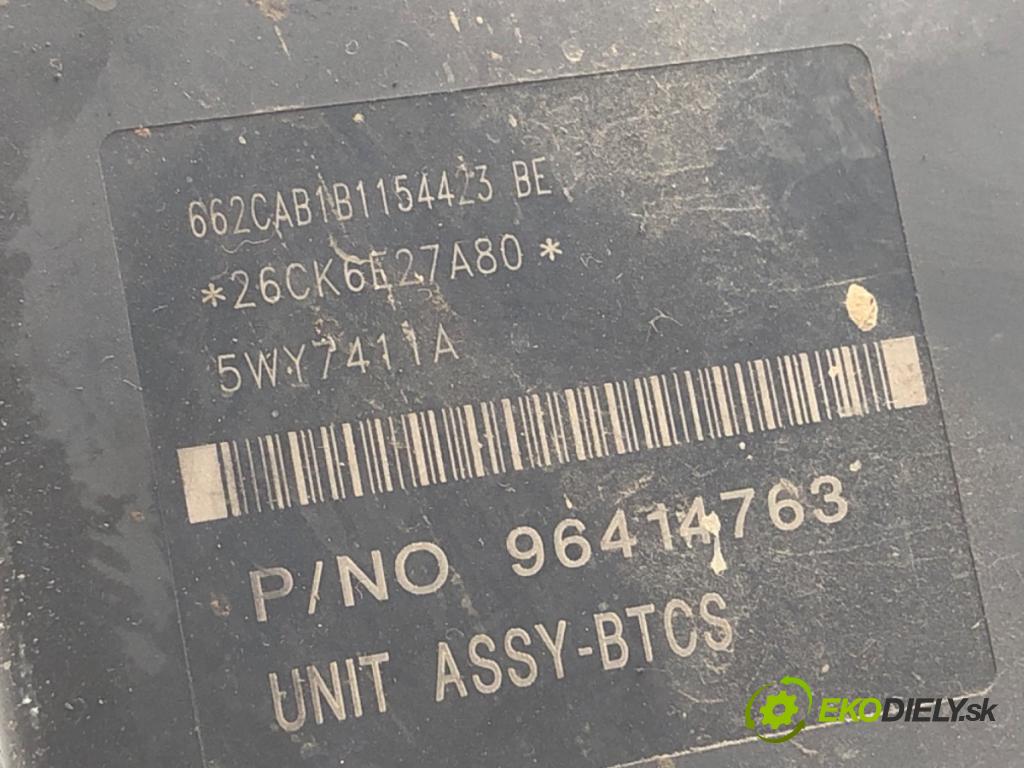 662CAB1B1154423 BE
*26CK6E27A80*
5WY7411A
P/NO 96414763
UNIT ASSY-BTCS
EKODIELY.sk